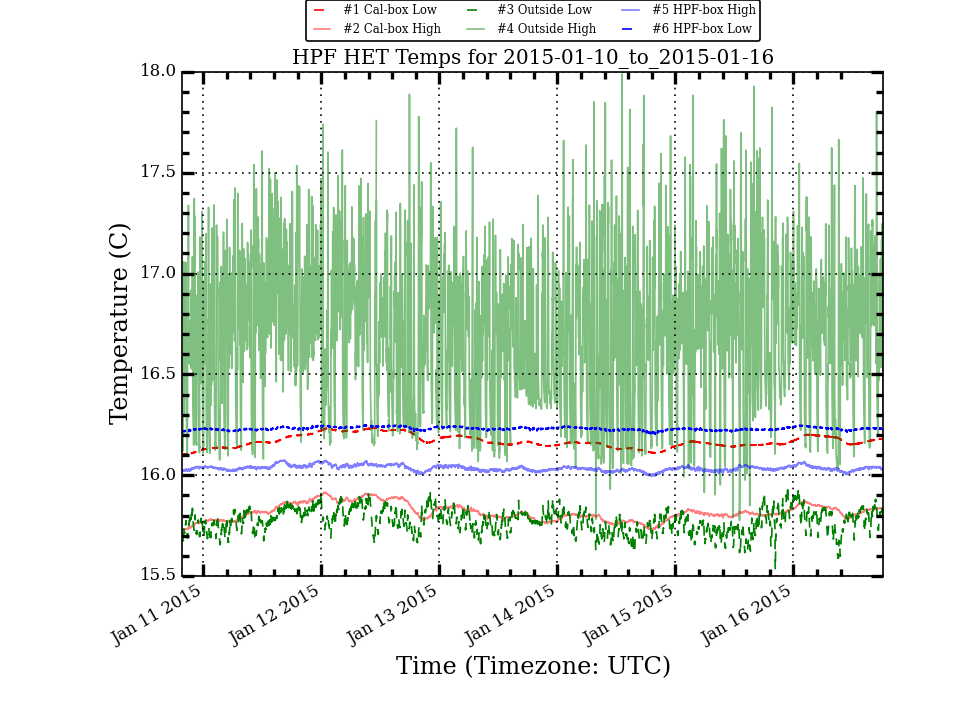 #1 Cal-box Low #3 Outside Low #5 HPF-box High
#2 Cal-box High #4 Outside High #6 HPF-box Low
HPF HET Temps for 2015-01-10_to_2015-01-16
18.0
17.5
17.0
16.5
16.0
15.5
Temperature (C)
Jan 11 2015 Jan 12 2015 Jan 13 2015 Jan 14 2015 Jan 15 2015 Jan 16 2015
Time (Timezone: UTC)